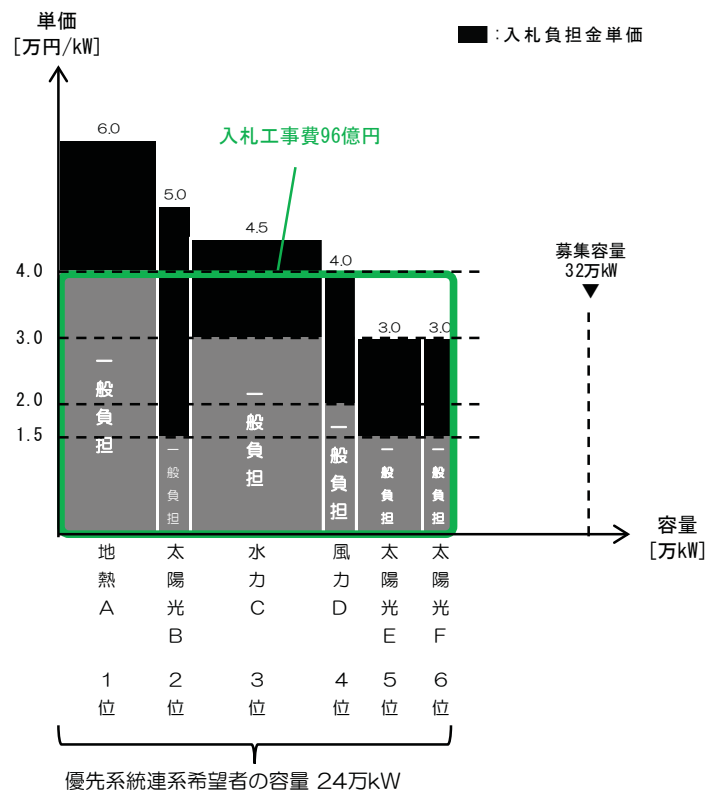 単価
[万円/kW]
■:入札負担金単価
6.0
入札工事費96億円
5.0
4.5
4.0
4.0
募集容量
32万kW
3.0
3.0
3.0
2.0
1.5
一般負担
一般負担
一般負担
一般負担
一般負担
一般負担
容量
[万kW]
地熱A
太陽光B
水力C
風力D
太陽光E
太陽光F
1位
2位
3位
4位
5位
6位
優先系統連系希望者の容量 24万kW